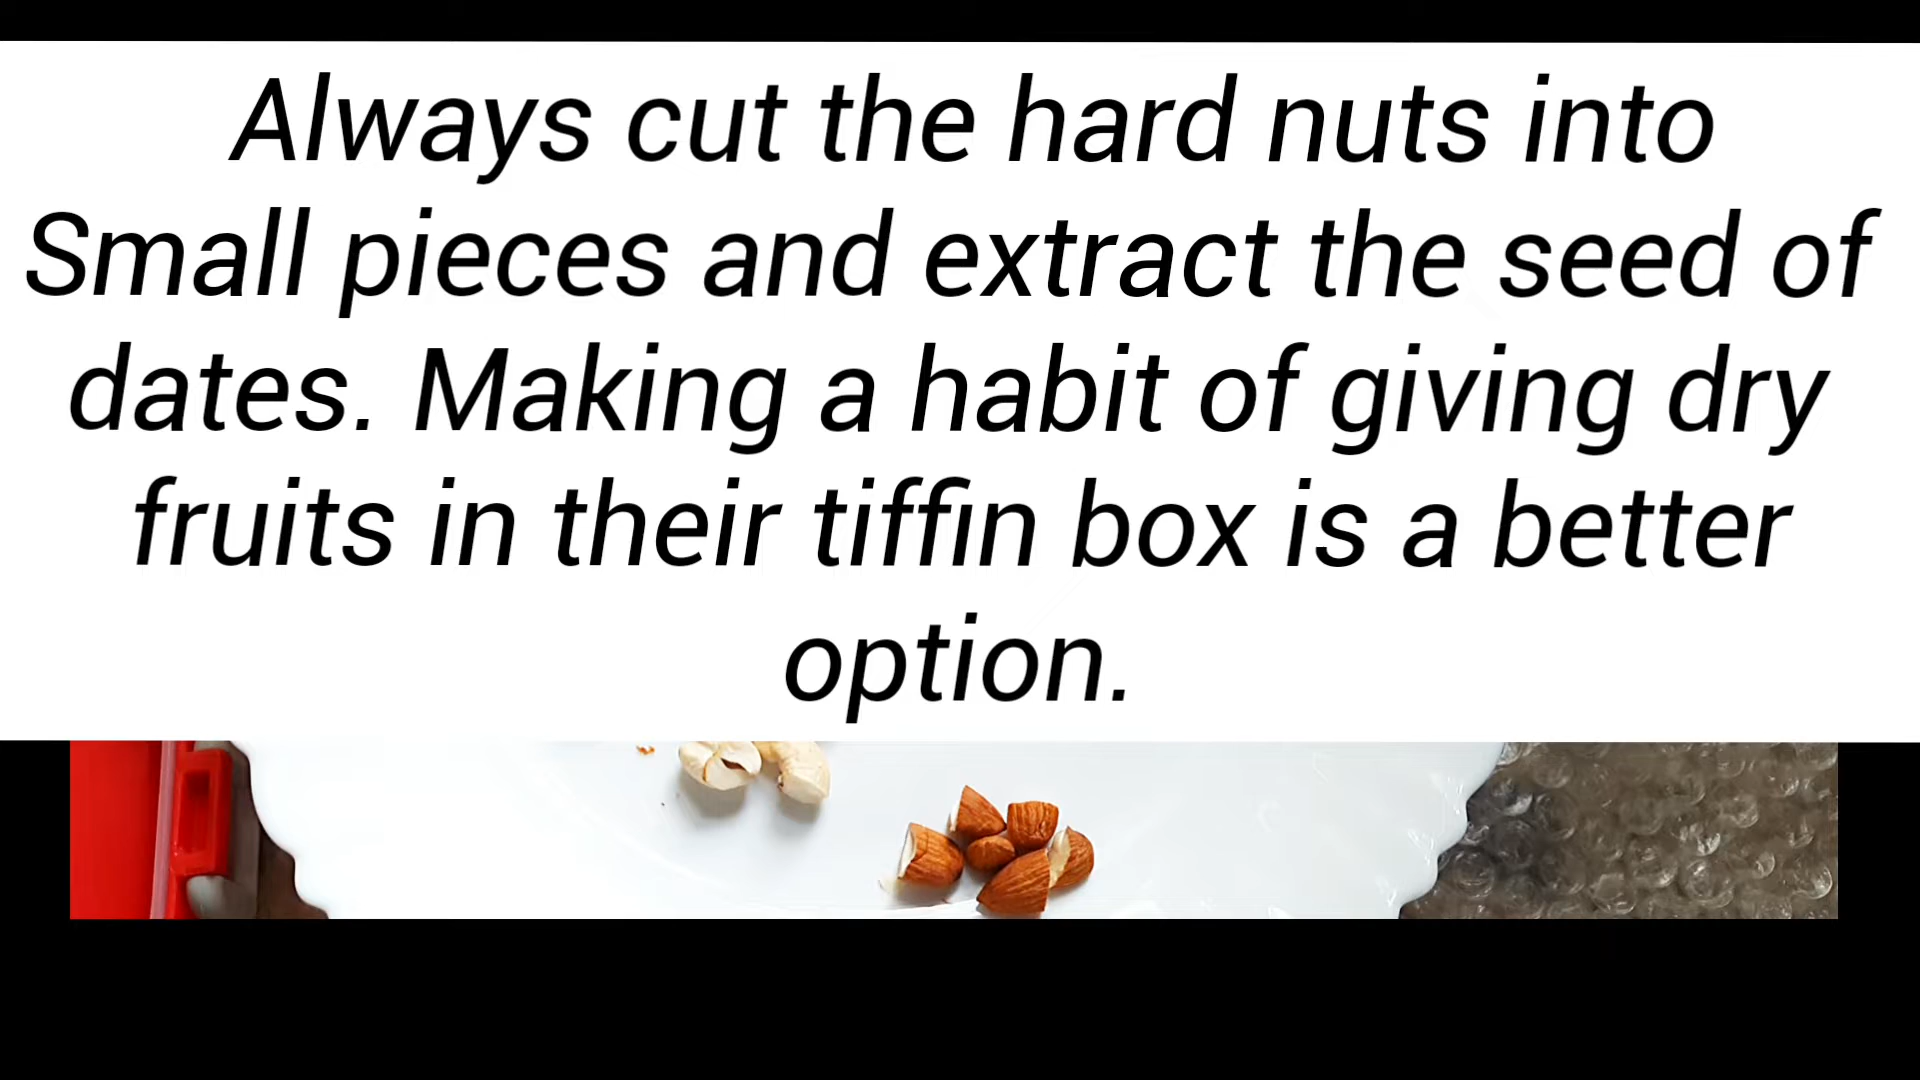 Always cut the hard nuts into
Small pieces and extract the seed of
dates. Making a habit of giving dry
fruits in their tiffin box is a better
option.